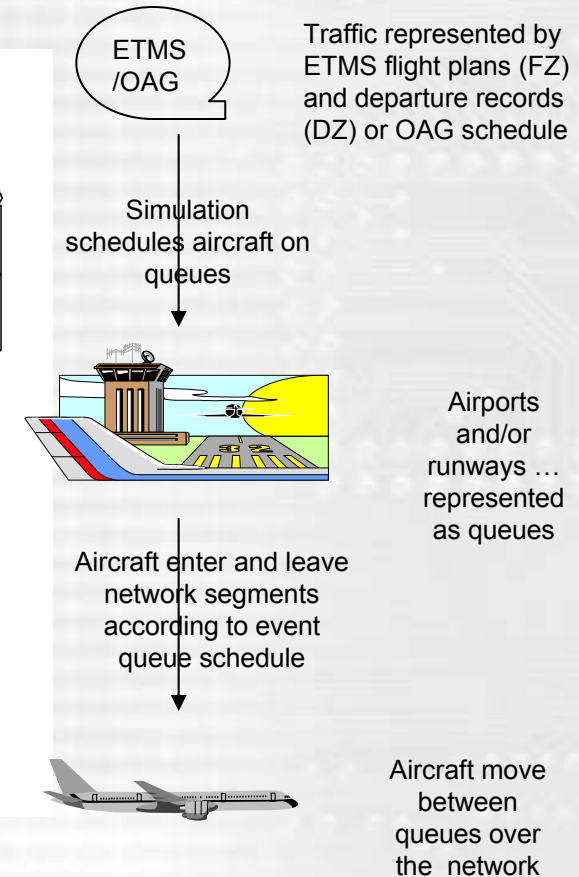 ETMS
/OAG
Traffic represented by
ETMS flight plans (FZ)
and departure records
(DZ) or OAG schedule
Simulation
schedules aircraft on
queues
32
Airports
and/or
runways …
represented
as queues
Aircraft enter and leave
network segments
according to event
queue schedule
Aircraft move
between
queues over
the network